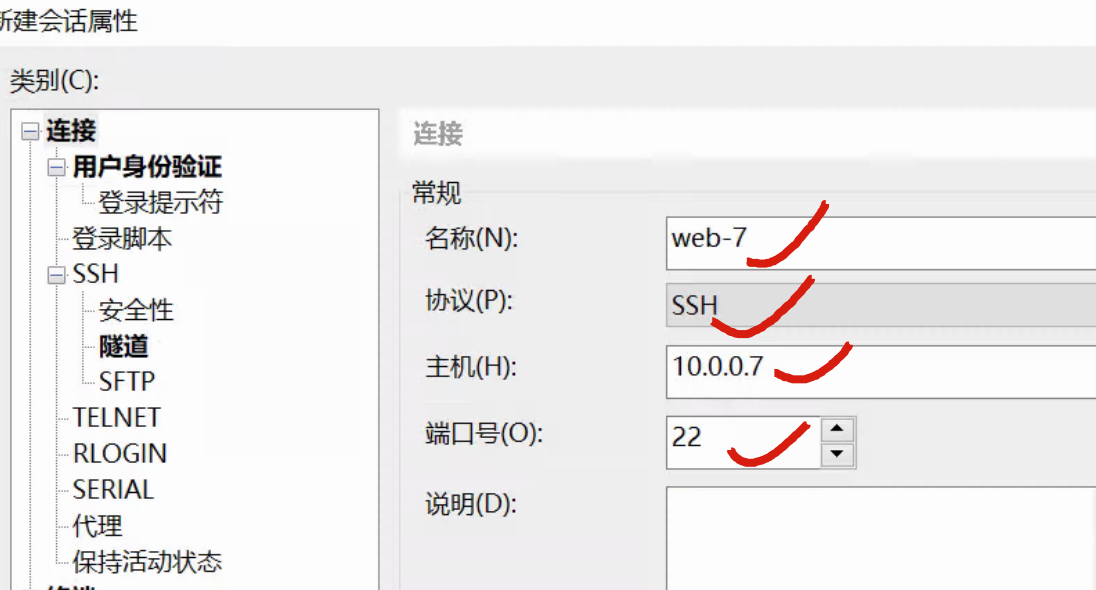 新建会话属性
类别(C):
连接
用户身份验证
登录提示符
登录脚本
SSH
安全性
隧道
SFTP
TELNET
RLOGIN
SERIAL
代理
保持活动状态
连接
常规
名称(N):
web-7
协议(P):
SSH
主机(H):
10.0.0.7
端口号(O):
22
说明(D):